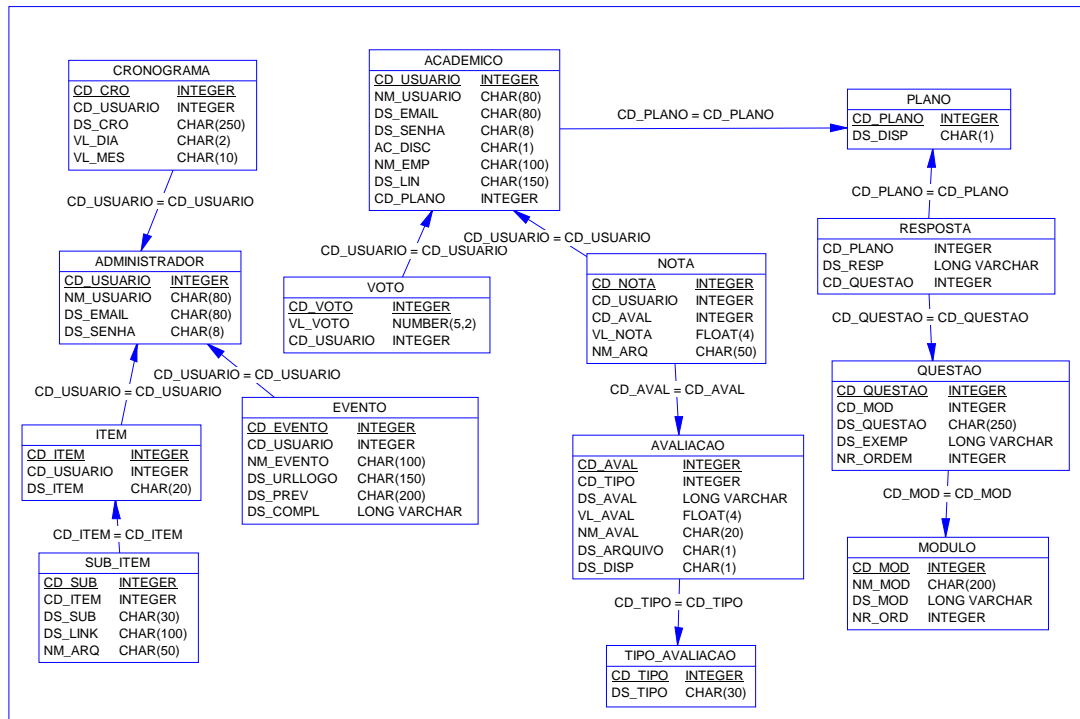 CRONOGRAMA
CD_CRO INTEGER
CD_USUARIO INTEGER
DS_CRO CHAR(250)
VL_DIA CHAR(2)
VL_MES CHAR(10)
CD_USUARIO = CD_USUARIO
ADMINISTRADOR
CD_USUARIO INTEGER
NM_USUARIO CHAR(80)
DS_EMAIL CHAR(80)
DS_SENHA CHAR(8)
CD_USUARIO = CD_USUARIO
CD_USUARIO = CD_USUARIO
ITEM
CD_ITEM INTEGER
CD_USUARIO INTEGER
DS_ITEM CHAR(20)
CD_ITEM = CD_ITEM
SUB_ITEM
CD_SUB INTEGER
CD_ITEM INTEGER
DS_SUB CHAR(30)
DS_LINK CHAR(100)
NM_ARQ CHAR(50)
EVENTO
CD_EVENTO INTEGER
CD_USUARIO INTEGER
NM_EVENTO CHAR(100)
DS_URLLOGO CHAR(150)
DS_PREV CHAR(200)
DS_COMPL LONG VARCHAR
ACADEMICO
CD_USUARIO INTEGER
NM_USUARIO CHAR(80)
DS_EMAIL CHAR(80)
DS_SENHA CHAR(8)
AC_DISC CHAR(1)
NM_EMP CHAR(100)
DS_LIN CHAR(150)
CD_PLANO INTEGER
CD_USUARIO = CD_USUARIO
CD_USUARIO = CD_USUARIO
VOTO
CD_VOTO INTEGER
VL_VOTO NUMBER(5,2)
CD_USUARIO INTEGER
NOTA
CD_NOTA INTEGER
CD_USUARIO INTEGER
CD_AVAL INTEGER
VL_NOTA FLOAT(4)
NM_ARQ CHAR(50)
CD_AVAL = CD_AVAL
AVALIACAO
CD_AVAL INTEGER
CD_TIPO INTEGER
DS_AVAL LONG VARCHAR
VL_AVAL FLOAT(4)
NM_AVAL CHAR(20)
DS_ARQUIVO CHAR(1)
DS_DISP CHAR(1)
CD_TIPO = CD_TIPO
TIPO_AVALIACAO
CD_TIPO INTEGER
DS_TIPO CHAR(30)
CD_PLANO = CD_PLANO
PLANO
CD_PLANO INTEGER
DS_DISP CHAR(1)
CD_PLANO = CD_PLANO
RESPOSTA
CD_PLANO INTEGER
DS_RESP LONG VARCHAR
CD_QUESTAO INTEGER
CD_QUESTAO = CD_QUESTAO
QUESTAO
CD_QUESTAO INTEGER
CD_MOD INTEGER
DS_QUESTAO CHAR(250)
DS_EXEMP LONG VARCHAR
NR_ORDEM INTEGER
CD_MOD = CD_MOD
MODULO
CD_MOD INTEGER
NM_MOD CHAR(200)
DS_MOD LONG VARCHAR
NR_ORD INTEGER